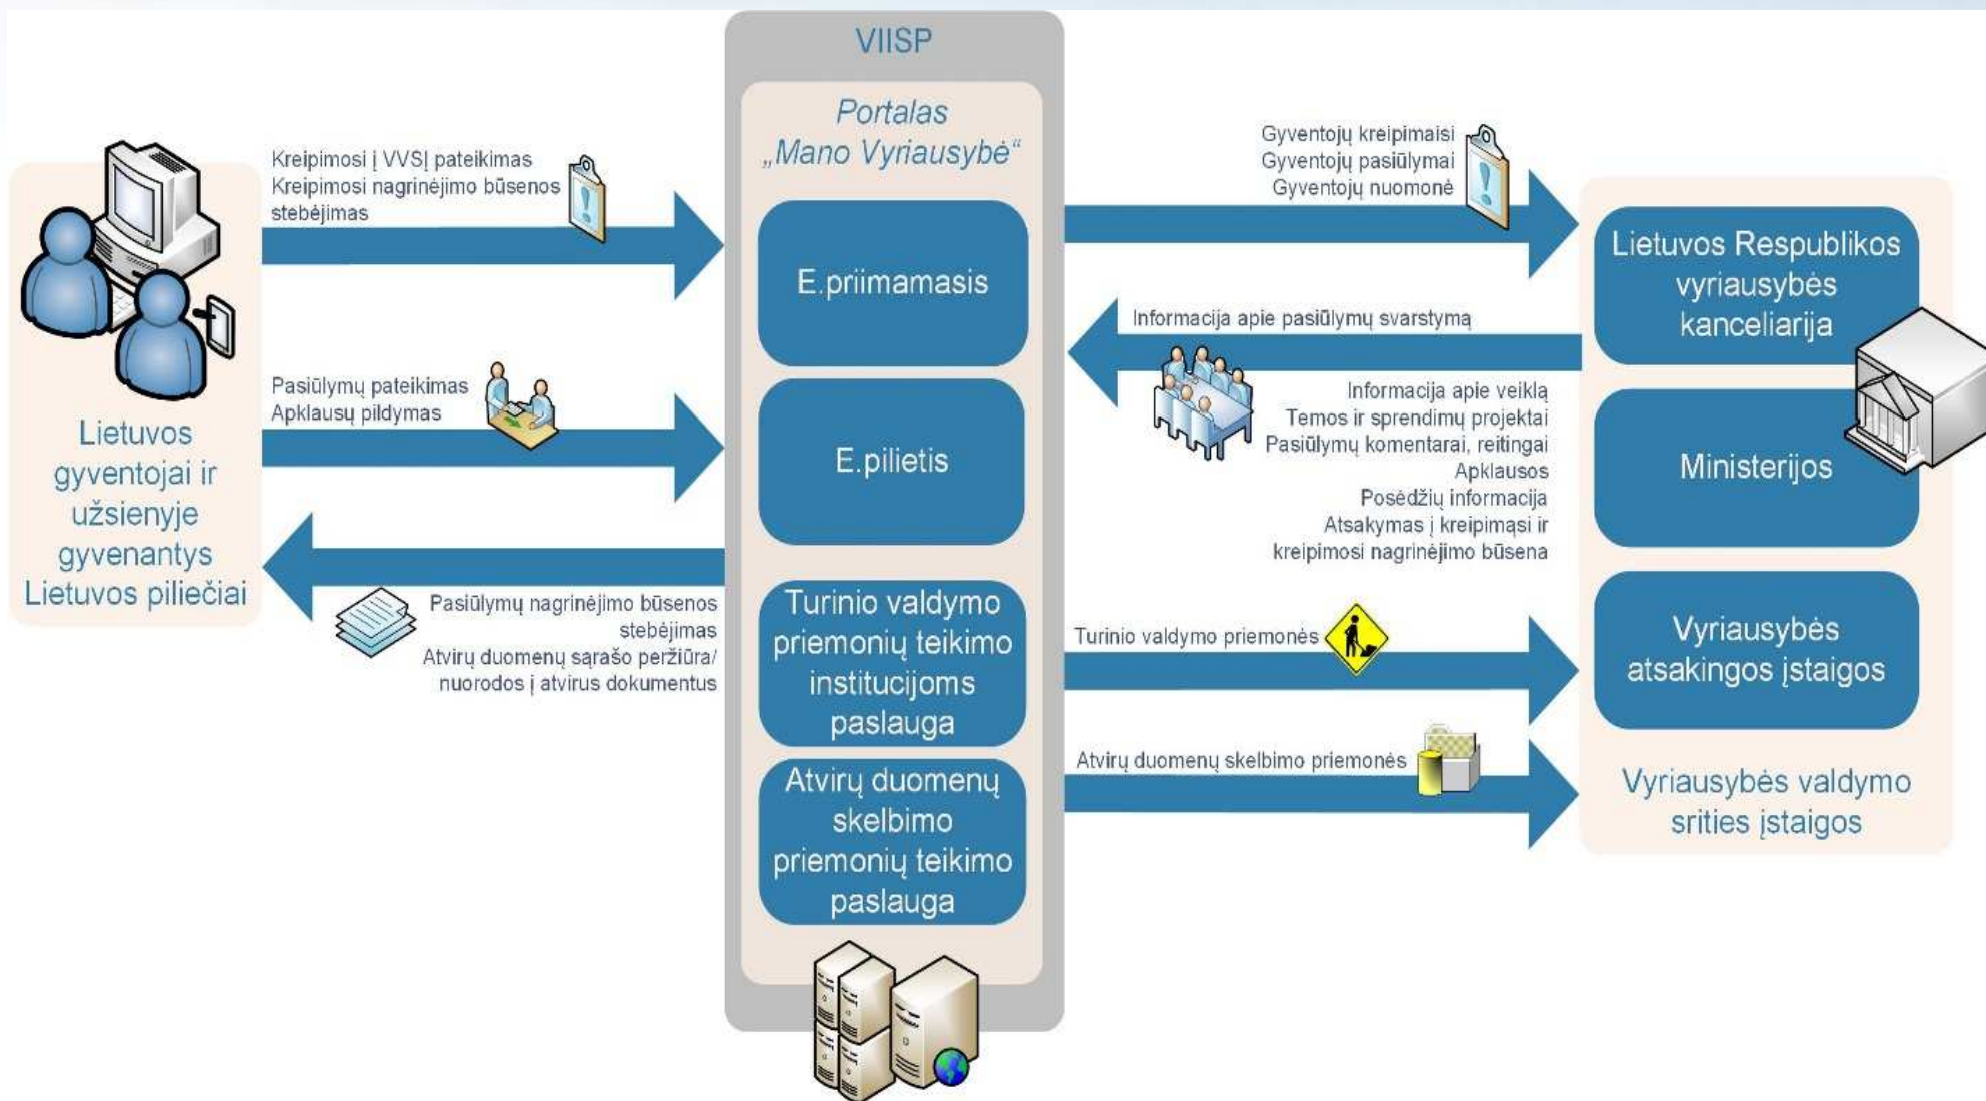 VIISP
Portalas
„Mano Vyriausybė“
Kreipimosi į VVSĮ pateikimas
Kreipimosi nagrinėjimo būsenos
stebėjimas
Pasiūlymų pateikimas
Apklausų pildymas
Lietuvos
gyventojai ir
užsienyje
gyvenantys
Lietuvos piliečiai
Pasiūlymų nagrinėjimo būsenos
stebėjimas
Atvirų duomenų sąrašo peržiūra/
nuorodos į atvirus dokumentus
E.priimamasis
E.pilietis
Turinio valdymo
priemonių teikimo
institucijoms
paslauga
Atvirų duomenų
skelbimo
priemonių teikimo
paslauga
Gyventojų kreipimaisi
Gyventojų pasiūlymai
Gyventojų nuomonė
Informacija apie pasiūlymų svarstymą
Informacija apie veiklą
Temos ir sprendimų projektai
Pasiūlymų komentarai, reitingai
Apklausos
Posėdžių informacija
Atsakymas į kreipimąsi ir
kreipimosi nagrinėjimo būsena
Turinio valdymo priemonės
Atvirų duomenų skelbimo priemonės
Lietuvos Respublikos
vyriausybės
kanceliarija
Ministerijos
Vyriausybės
atsakingos įstaigos
Vyriausybės valdymo
srities įstaigos